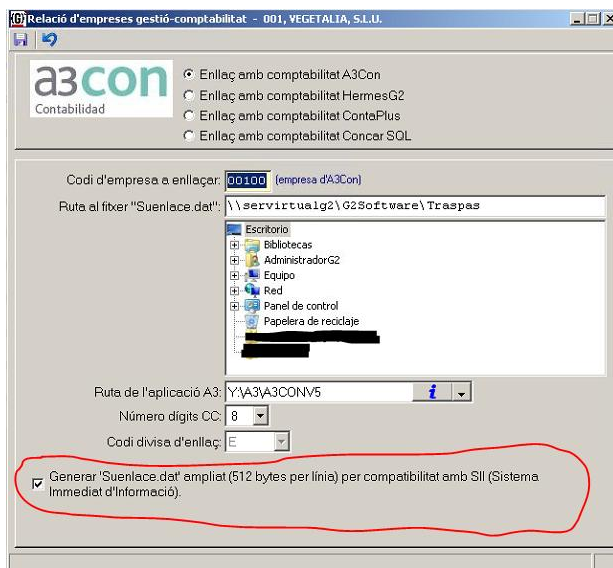 Relació d'empreses gestió-comptabilitat - 001, VEGETALIA, S.L.U.
a3con
Contabilidad
Enllaç amb comptabilitat A3Con
Enllaç amb comptabilitat HermesG2
Enllaç amb comptabilitat ContaPlus
Enllaç amb comptabilitat Concar SQL
Codi d'empresa a enllaçar: 00100 (empresa d'A3Con)
Ruta al fitxer "Suenlace.dat": \\servirtualg2\G2Software\Traspas
Escritorio
Bibliotecas
AdministradorG2
Equipo
Red
Panel de control
Papelera de reciclaje
Ruta de l'aplicació A3: Y:\A3\A3CONV5 i
Número dígits CC: 8
Codi divisa d'enllaç: E
Generar 'Suenlace.dat' ampliat (512 bytes per línia) per compatibilitat amb SII (Sistema
Immediat d'Informació).